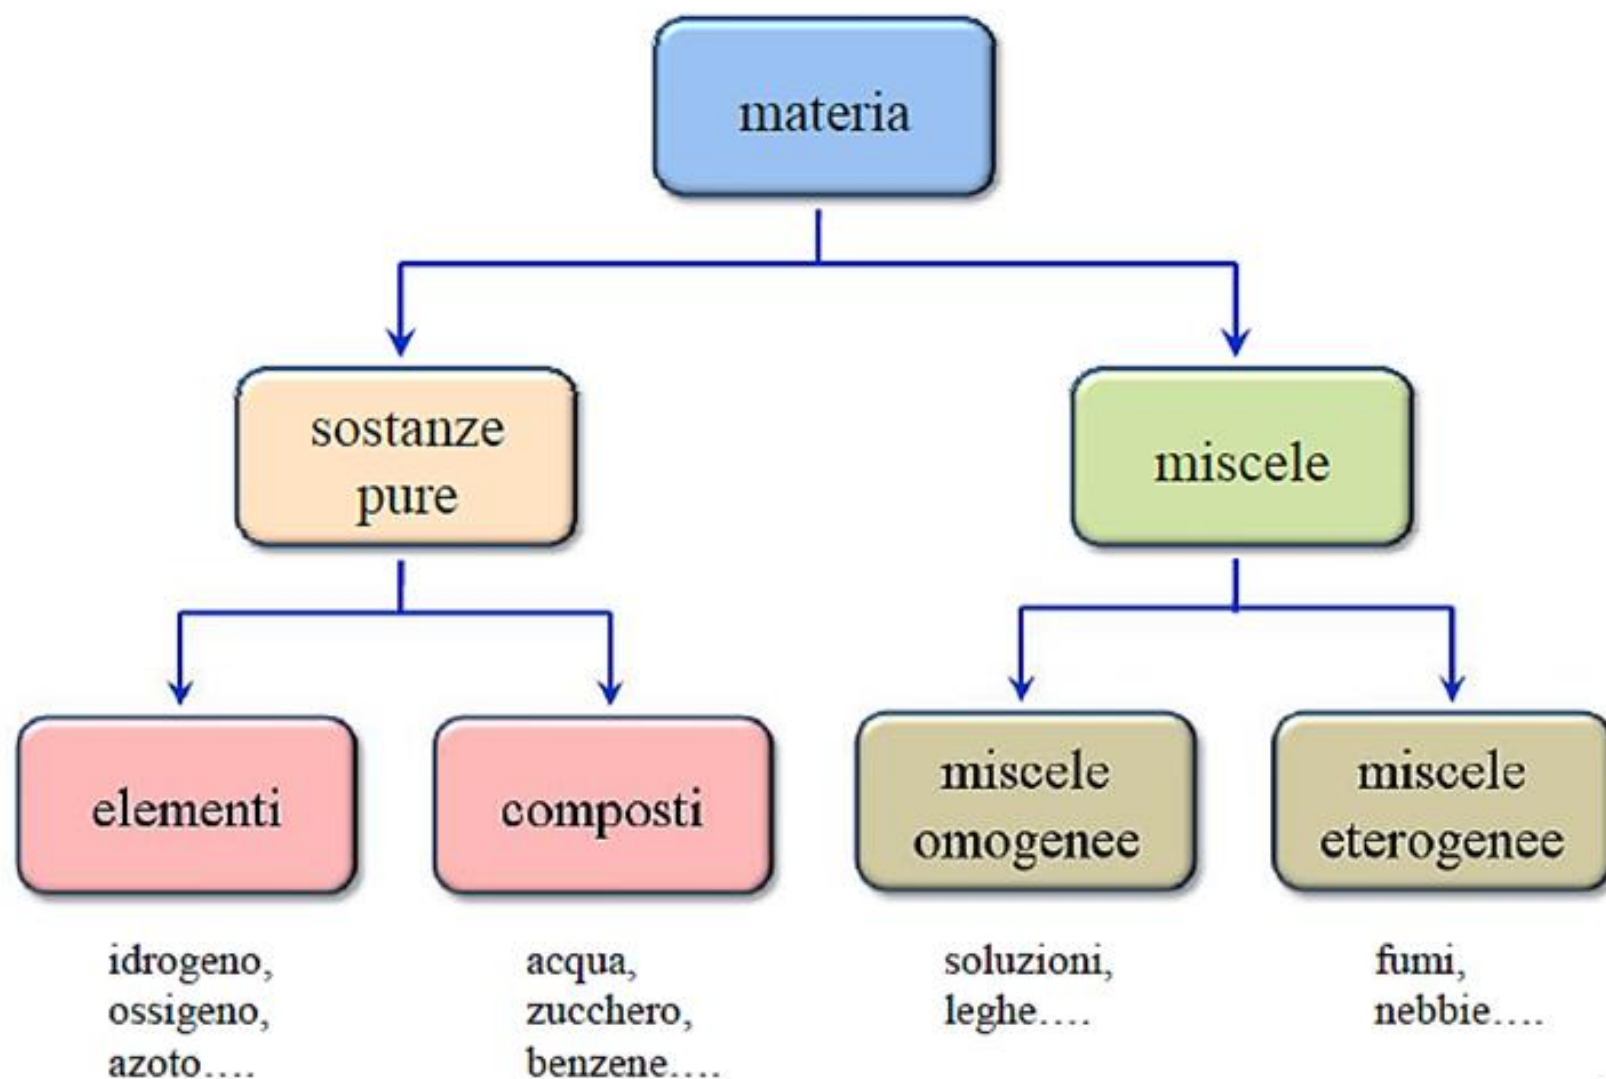 materia
sostanze
pure
miscele
elementi
composti
miscele
omogenee
miscele
eterogenee
idrogeno,
ossigeno,
azoto....
acqua,
zucchero,
benzene....
soluzioni,
leghe....
fumi,
nebbie....